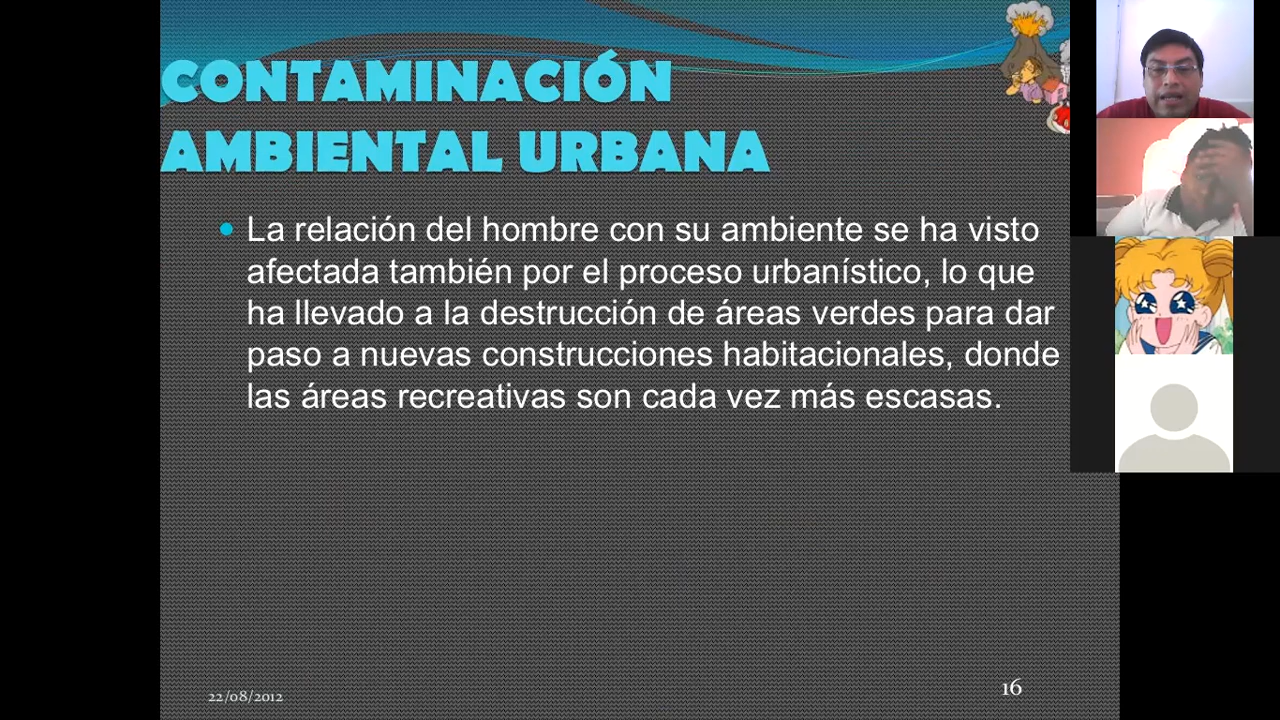 CONTAMINACIÓN
AMBIENTAL URBANA
La relación del hombre con su ambiente se ha visto
afectada también por el proceso urbanístico, lo que
ha llevado a la destrucción de áreas verdes para dar
paso a nuevas construcciones habitacionales, donde
las áreas recreativas son cada vez más escasas.
22/08/2012
16